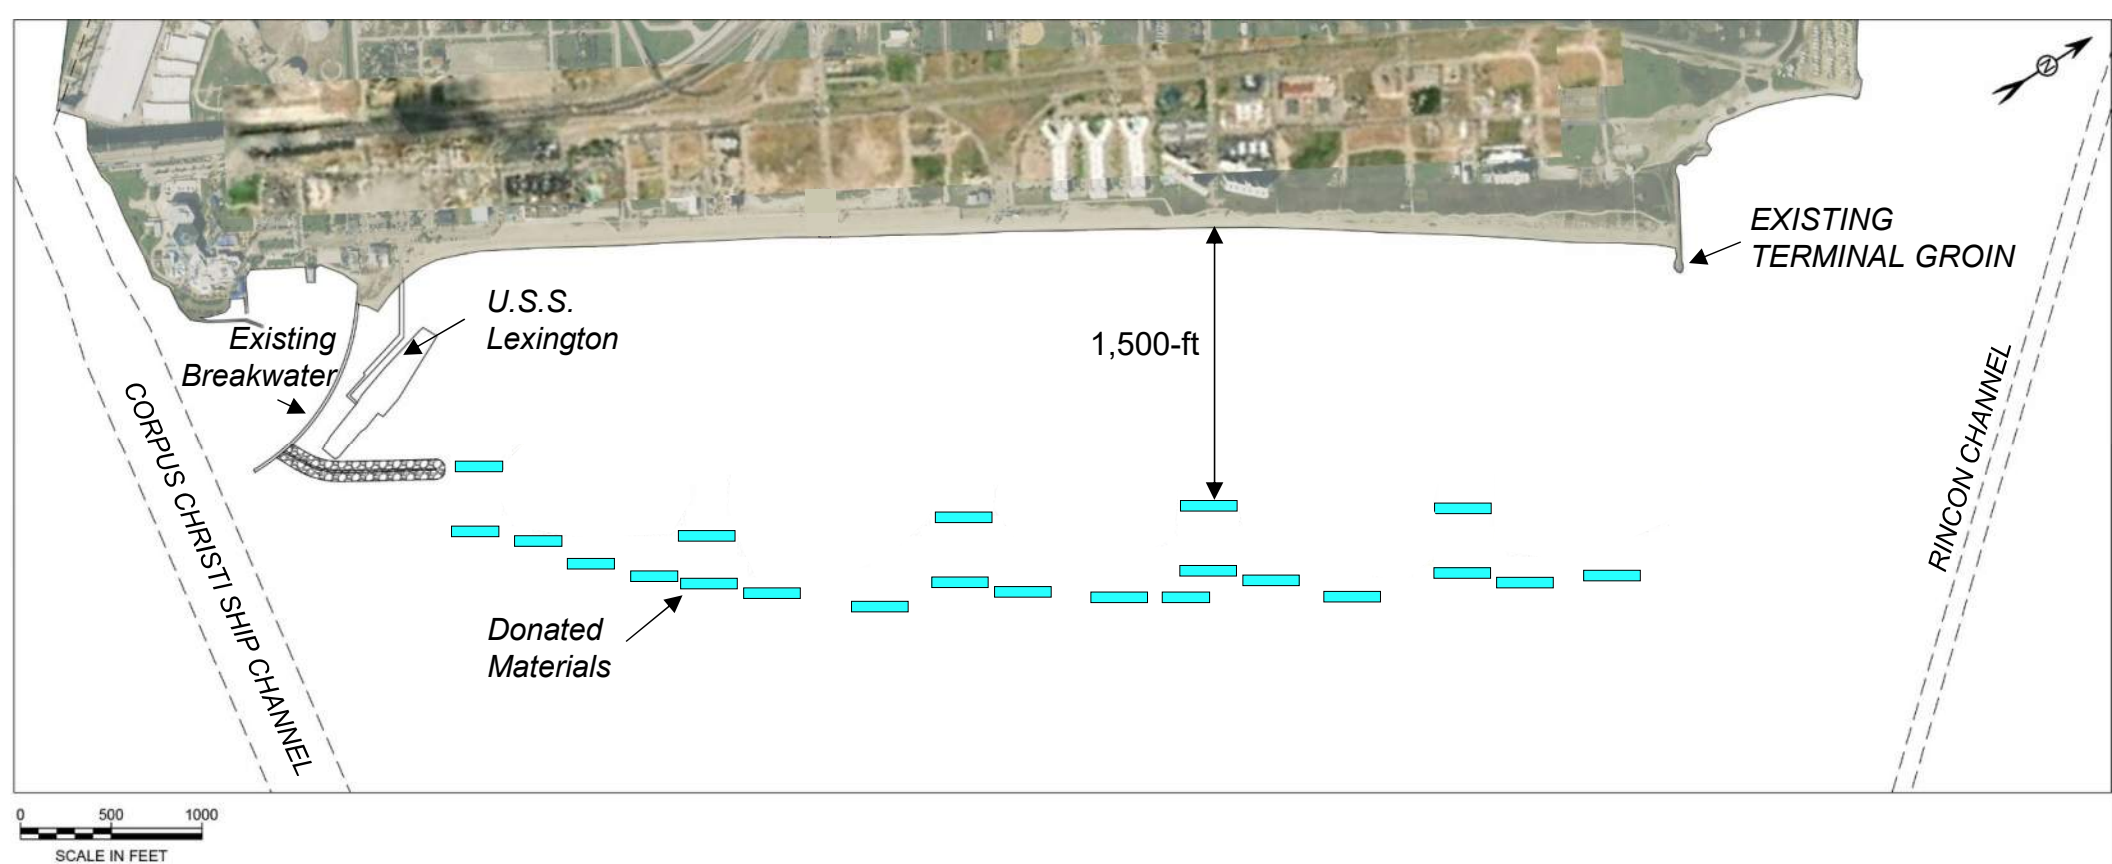 N
EXISTING
TERMINAL GROIN
U.S.S.
Lexington
Existing
Breakwater
1,500-ft
CORPUS CHRISTI SHIP CHANNEL
RINCON CHANNEL
Donated
Materials
0 500 1000
SCALE IN FEET